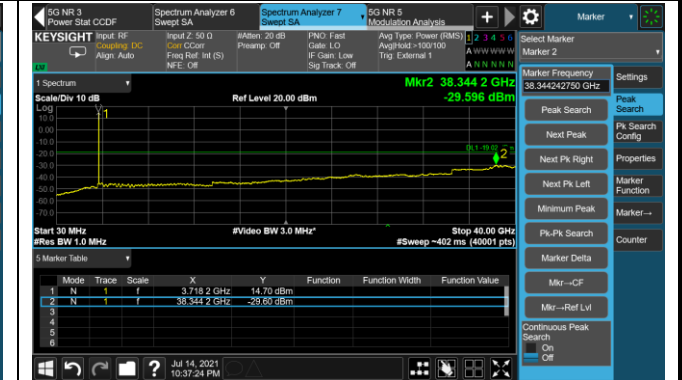 5G NR 3
Power Stat CCDF
Spectrum Analyzer 6
Swept SA
Spectrum Analyzer 7
Swept SA
5G NR 5
Modulation Analysis
Marker
KEYSIGHT
Input: RF
Coupling: DC
Align: Auto
Input Z: 50 Ω
Corr CCorr
Freq Ref: Int (S)
NFE: Off
#Atten: 20 dB
Preamp: Off
PNO: Fast
Gate: LO
IF Gain: Low
Sig Track: Off
Avg Type: Power (RMS)
Avg|Hold:>100/100
Trig: External 1
1 2 3 4 5 6
A W W W W W
A N N N N N
Select Marker
Marker 2
1 Spectrum
Scale/Div 10 dB
Ref Level 20.00 dBm
Mkr2 38.344 2 GHz
-29.596 dBm
Log
10.0
0.00
-10.0
-20.0
-30.0
-40.0
-50.0
-60.0
-70.0
1
2
Start 30 MHz
#Res BW 1.0 MHz
#Video BW 3.0 MHz*
Stop 40.00 GHz
#Sweep ~402 ms (40001 pts)
5 Marker Table
Mode Trace Scale X Y Function Function Width Function Value
1 N 1 f 3.718 2 GHz 14.70 dBm
2 N 1 f 38.344 2 GHz -29.60 dBm
3
4
5
6
Marker Frequency
38.344242750 GHz
Peak Search
Next Peak
Next Pk Right
Next Pk Left
Minimum Peak
Pk-Pk Search
Marker Delta
Mkr→CF
Mkr→Ref Lvl
Continuous Peak
Search
On
Off
Settings
Peak
Search
Pk Search
Config
Properties
Marker
Function
Marker→
Counter
Jul 14, 2021
10:37:24 PM